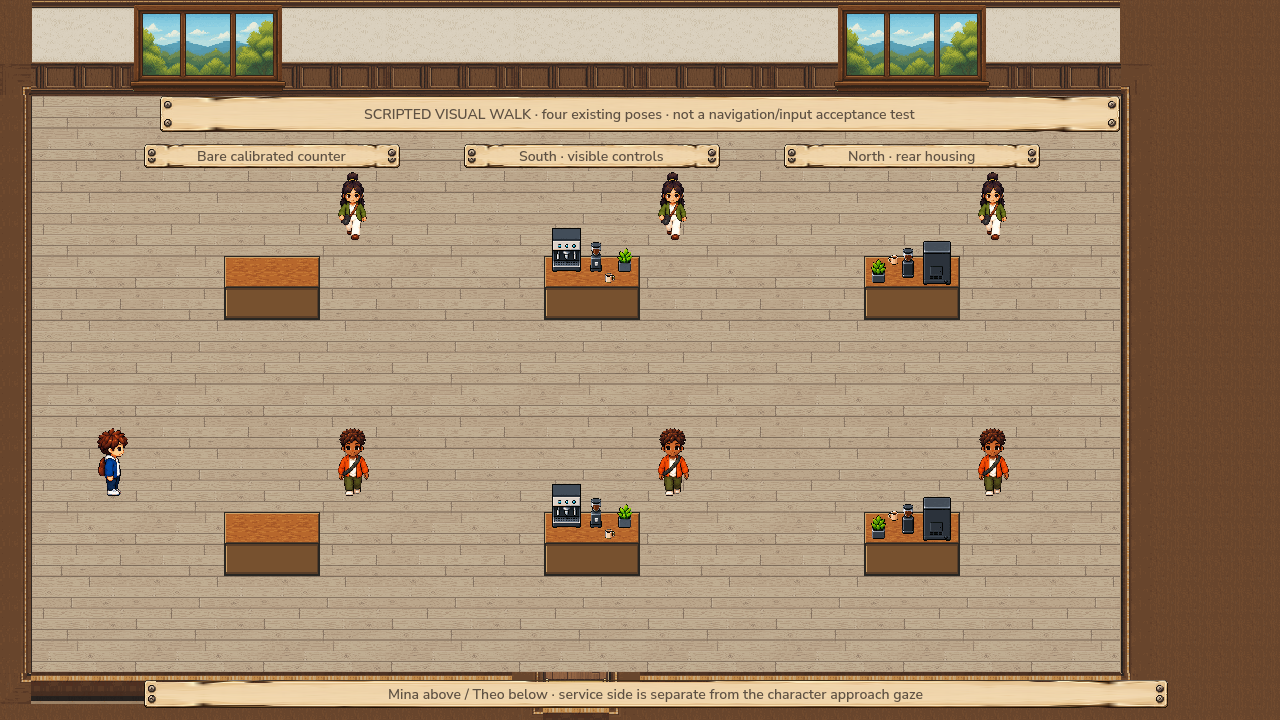 SCRIPTED VISUAL WALK · four existing poses · not a navigation/input acceptance test
Bare calibrated counter
South · visible controls
North · rear housing
Mina above / Theo below · service side is separate from the character approach gaze